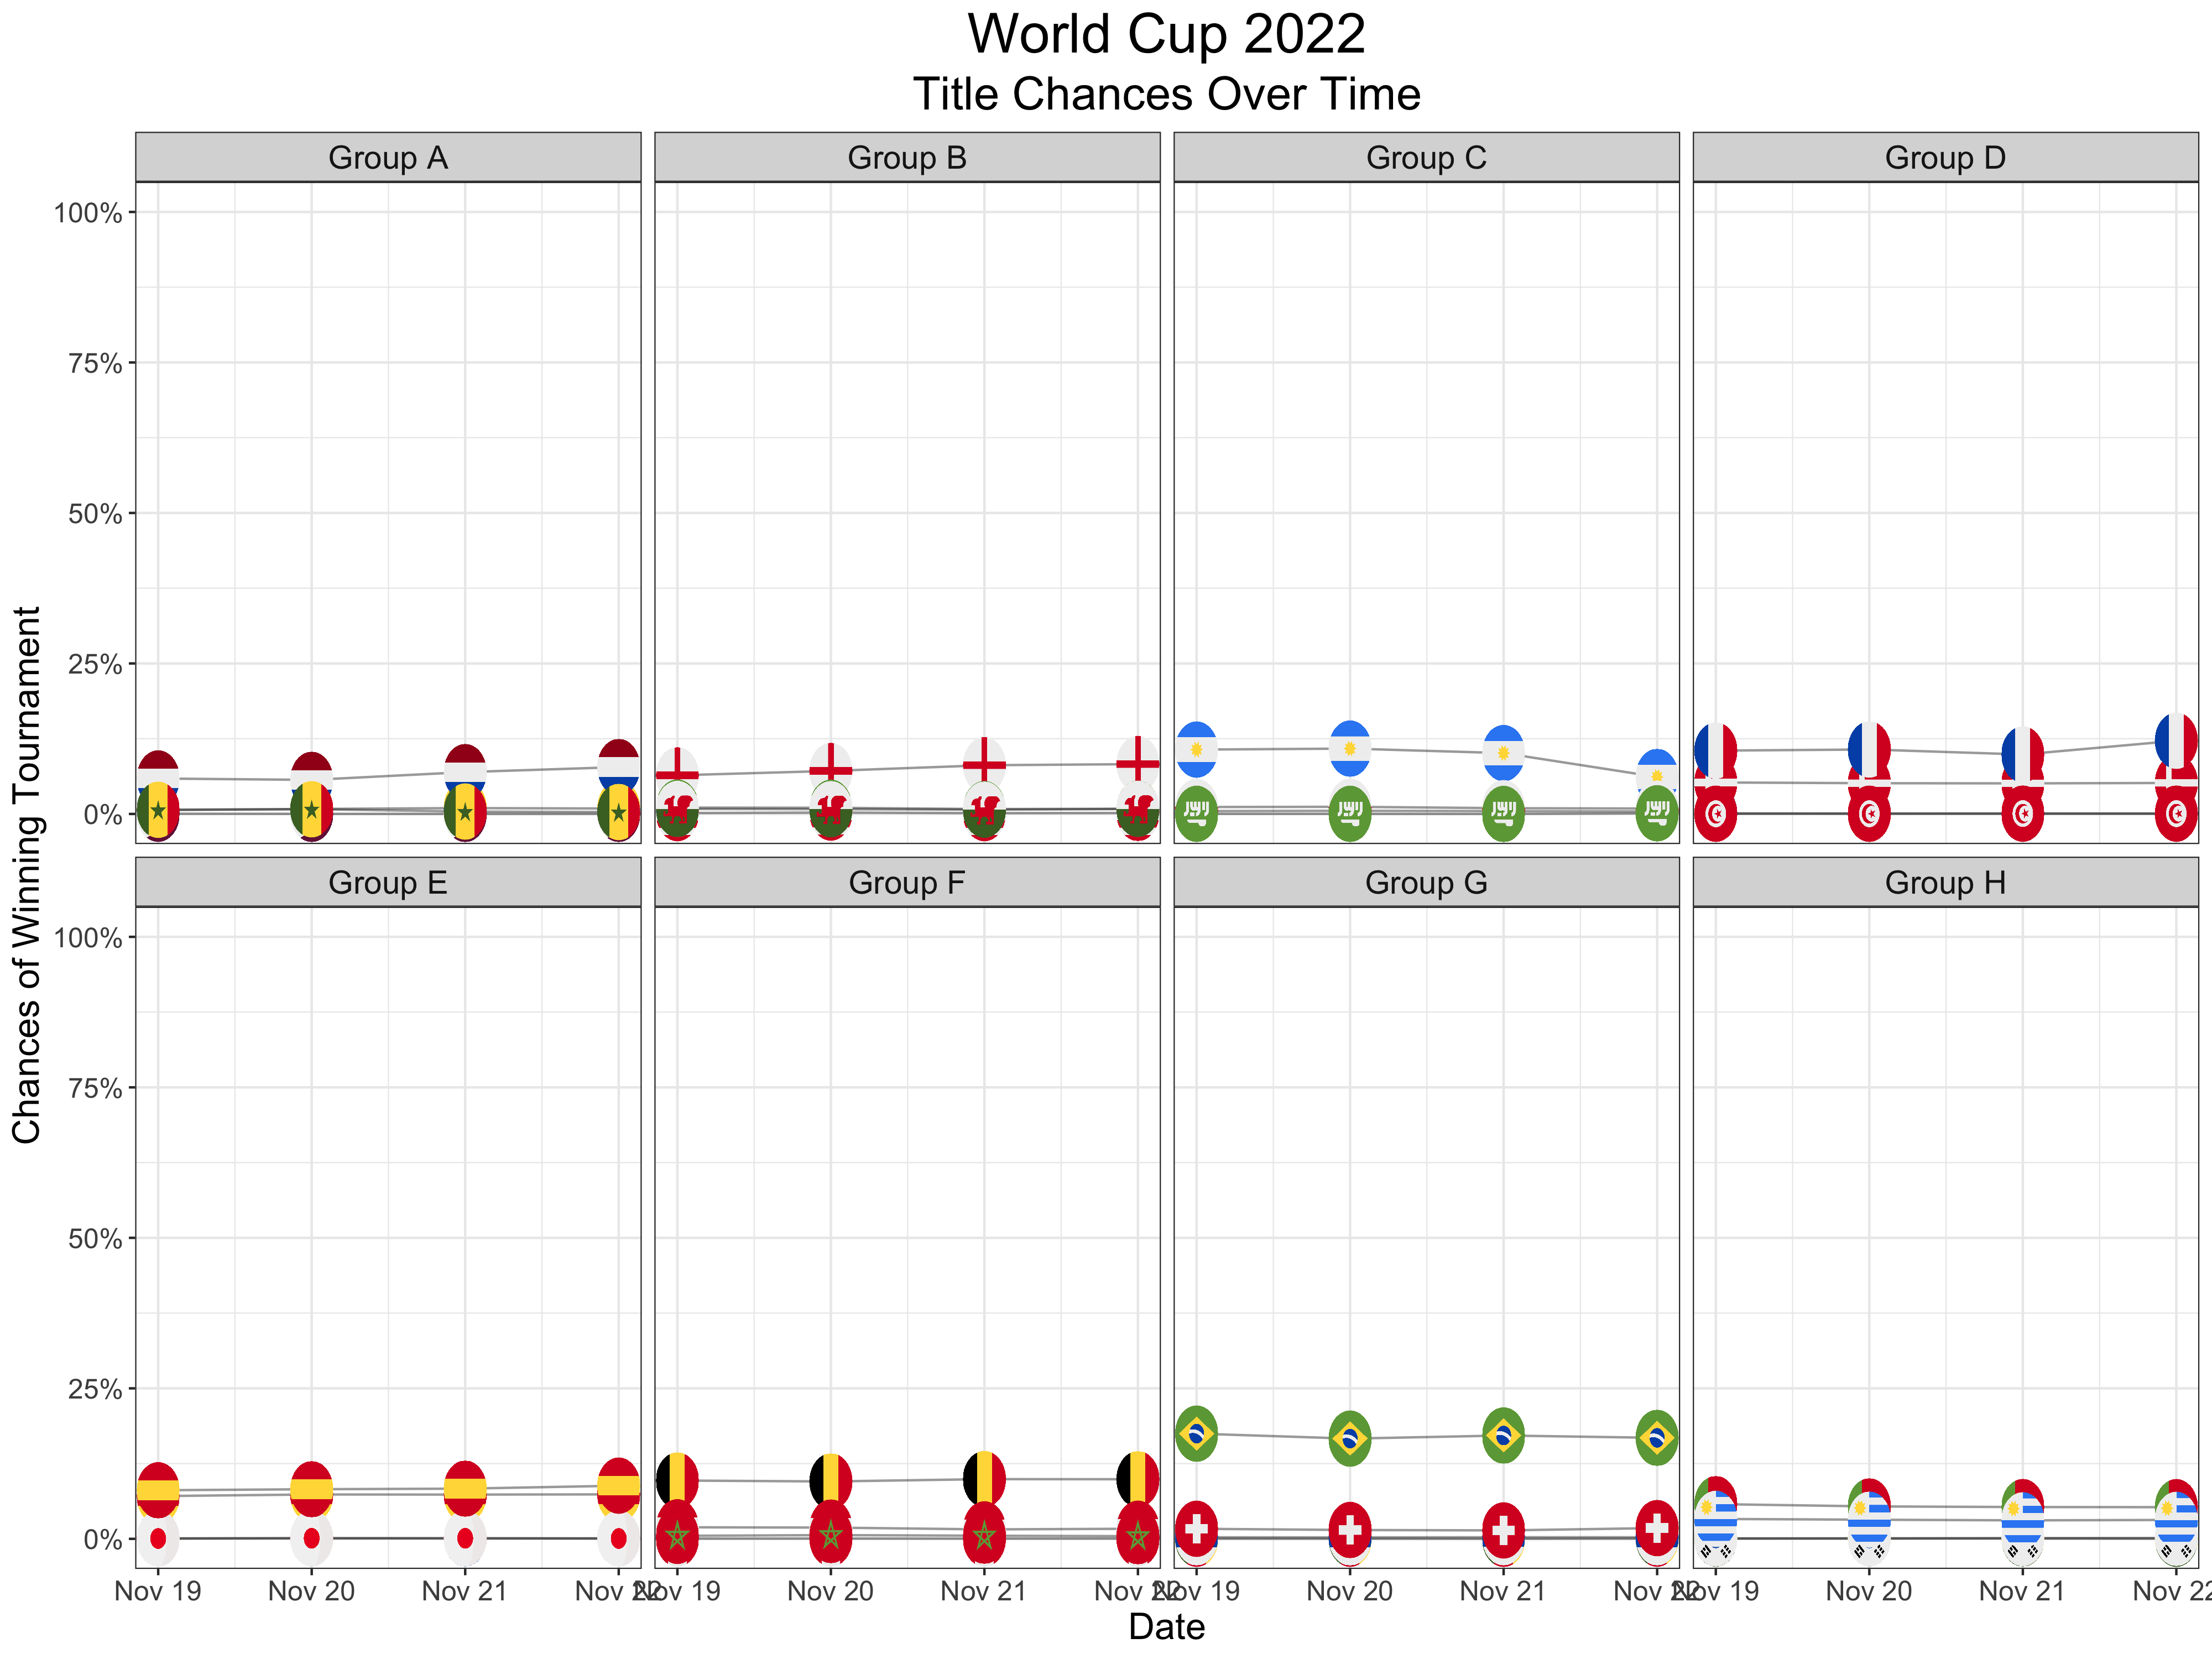 World Cup 2022
Title Chances Over Time
Group A
Group B
Group C
Group D
100%
75%
50%
25%
0%
Group E
Group F
Group G
Group H
100%
75%
50%
25%
0%
Nov 19 Nov 20 Nov 21 Nov 22
Nov 19 Nov 20 Nov 21 Nov 22
Nov 19 Nov 20 Nov 21 Nov 22
Nov 19 Nov 20 Nov 21 Nov 22
Date
Chances of Winning Tournament